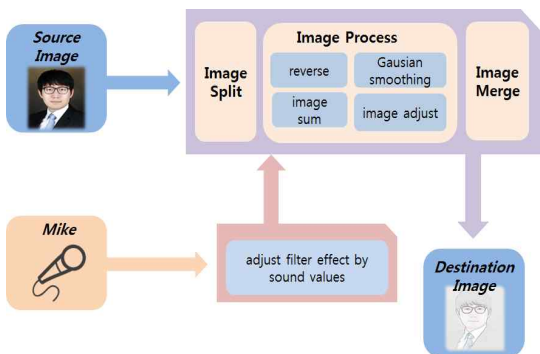 Source
Image
Image
Split
Image Process
reverse
Gausian
smoothing
image
sum
image adjust
Image
Merge
Mike
adjust filter effect by
sound values
Destination
Image